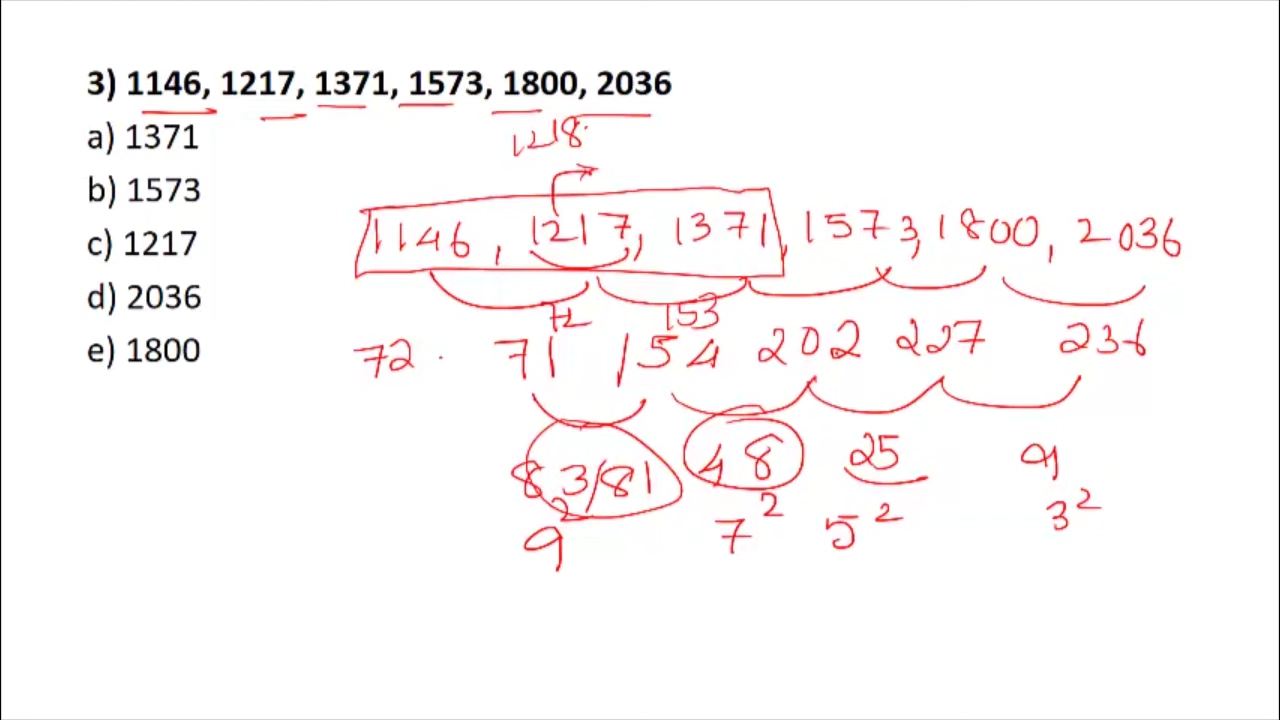 3) 1146, 1217, 1371, 1573, 1800, 2036
a) 1371
b) 1573
c) 1217
d) 2036
e) 1800
1218
1146, 1217, 1371, 1573, 1800, 2036
72 153
72. 71 154 202 227 236
83/81 48 25 9
9² 7² 5² 3²